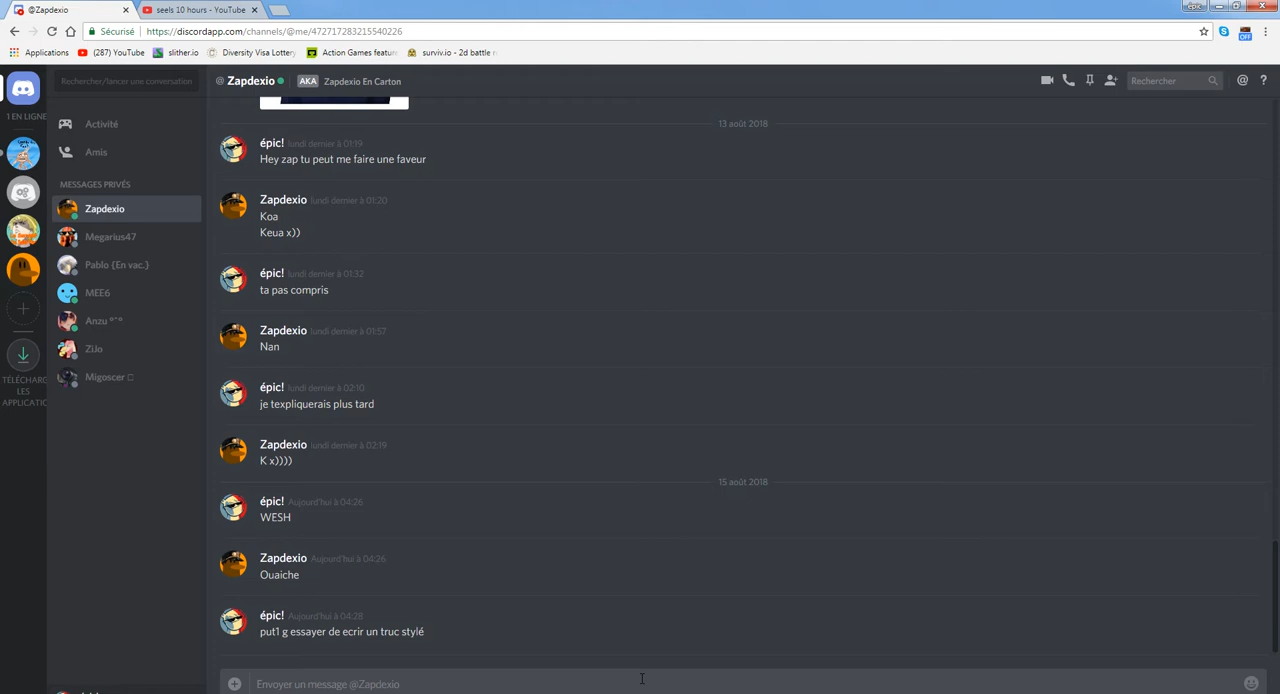 @Zapdexio
seels 10 hours - YouTube
épic
Sécurisé
https://discordapp.com/channels/@me/472717283215540226
OFF
Applications
(287) YouTube
slither.io
Diversity Visa Lottery
Action Games featur
surviv.io - 2d battle r
Rechercher/lancer une conversation
@ Zapdexio
AKA
Zapdexio En Carton
Rechercher
1 EN LIGNE
Activité
Amis
MESSAGES PRIVÉS
Zapdexio
Megarius47
Pablo {En vac.}
MEE6
Anzu °^°
ZiJo
Migoscer
TÉLÉCHARG
LES
APPLICATIO
13 août 2018
épic! lundi dernier à 01:19
Hey zap tu peut me faire une faveur
Zapdexio lundi dernier à 01:20
Koa
Keua x))
épic! lundi dernier à 01:32
ta pas compris
Zapdexio lundi dernier à 01:57
Nan
épic! lundi dernier à 02:10
je texpliquerais plus tard
Zapdexio lundi dernier à 02:19
K x))))
15 août 2018
épic! Aujourd'hui à 04:26
WESH
Zapdexio Aujourd'hui à 04:26
Ouaiche
épic! Aujourd'hui à 04:28
put1 g essayer de ecrir un truc stylé
Envoyer un message @Zapdexio